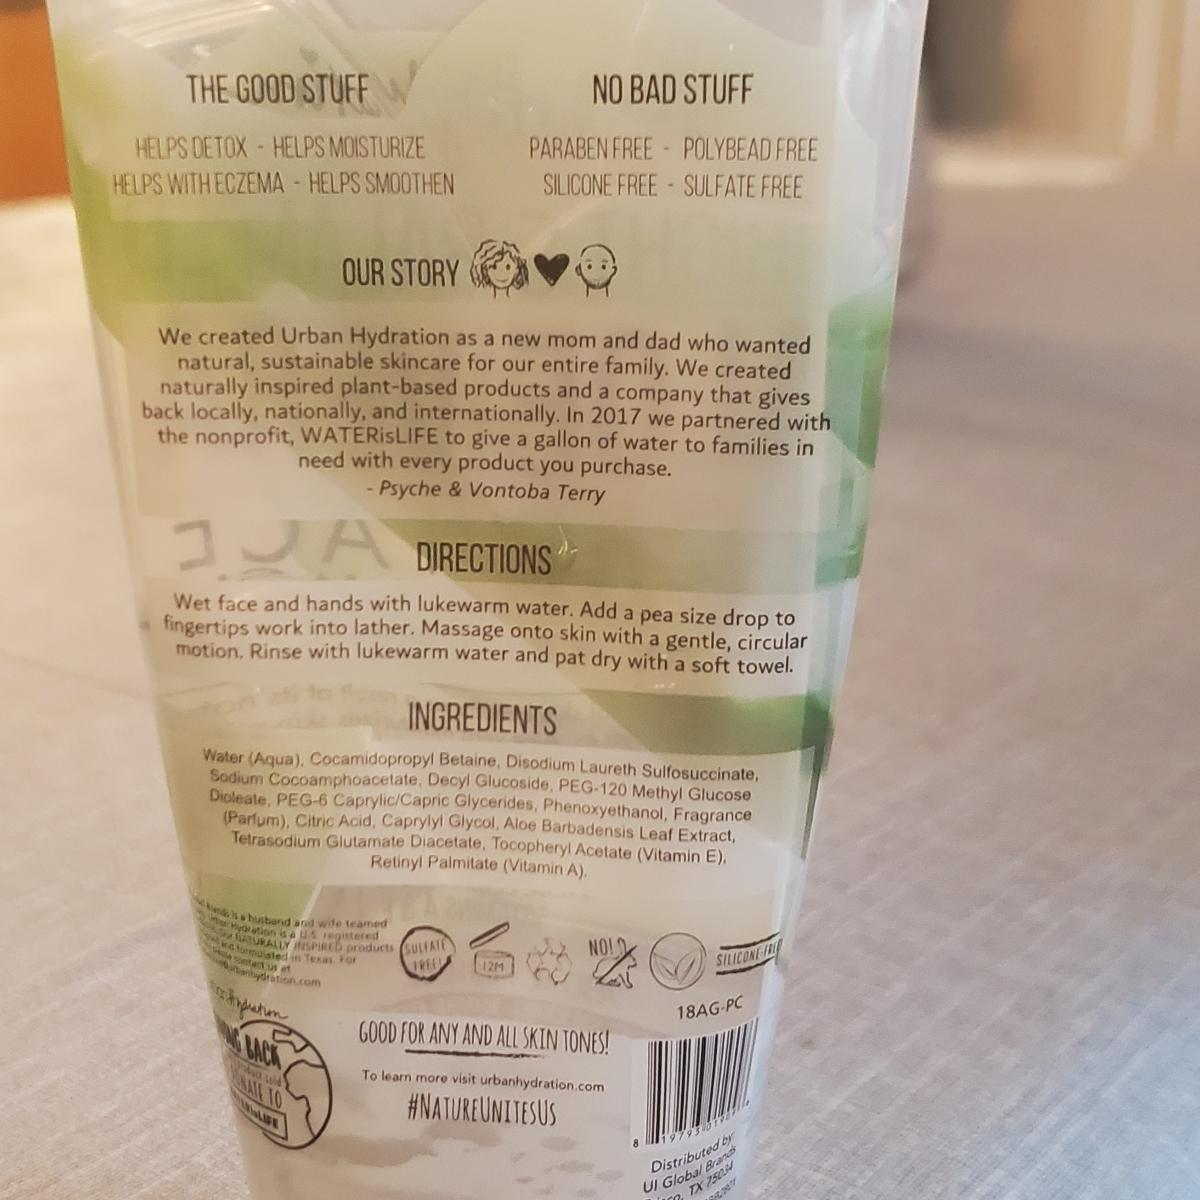 THE GOOD STUFF
HELPS DETOX - HELPS MOISTURIZE
HELPS WITH ECZEMA - HELPS SMOOTHEN
NO BAD STUFF
PARABEN FREE - POLYBEAD FREE
SILICONE FREE - SULFATE FREE
OUR STORY
We created Urban Hydration as a new mom and dad who wanted
natural, sustainable skincare for our entire family. We created
naturally inspired plant-based products and a company that gives
back locally, nationally, and internationally. In 2017 we partnered with
the nonprofit, WATERisLIFE to give a gallon of water to families in
need with every product you purchase.
- Psyche & Vontoba Terry
DIRECTIONS
Wet face and hands with lukewarm water. Add a pea size drop to
fingertips work into lather. Massage onto skin with a gentle, circular
motion. Rinse with lukewarm water and pat dry with a soft towel.
INGREDIENTS
Water (Aqua), Cocamidopropyl Betaine, Disodium Laureth Sulfosuccinate,
Sodium Cocoamphoacetate, Decyl Glucoside, PEG-120 Methyl Glucose
Dioleate, PEG-6 Caprylic/Capric Glycerides, Phenoxyethanol, Fragrance
(Parfum), Citric Acid, Caprylyl Glycol, Aloe Barbadensis Leaf Extract,
Tetrasodium Glutamate Diacetate, Tocopheryl Acetate (Vitamin E),
Retinyl Palmitate (Vitamin A).
is a husband and wife teamed
Hydration is a U.S. registered
NATURALLY INSPIRED products
and formulated in Texas. For
contact us at
urbanhydration.com
SULFATE
FREE!
12M
NO!
SILICONE-FREE
18AG-PC
hydration
BACK
GOOD FOR ANY AND ALL SKIN TONES!
To learn more visit urbanhydration.com
#NATUREUNITESUS
Distributed by:
UI Global Brands
TX 75034